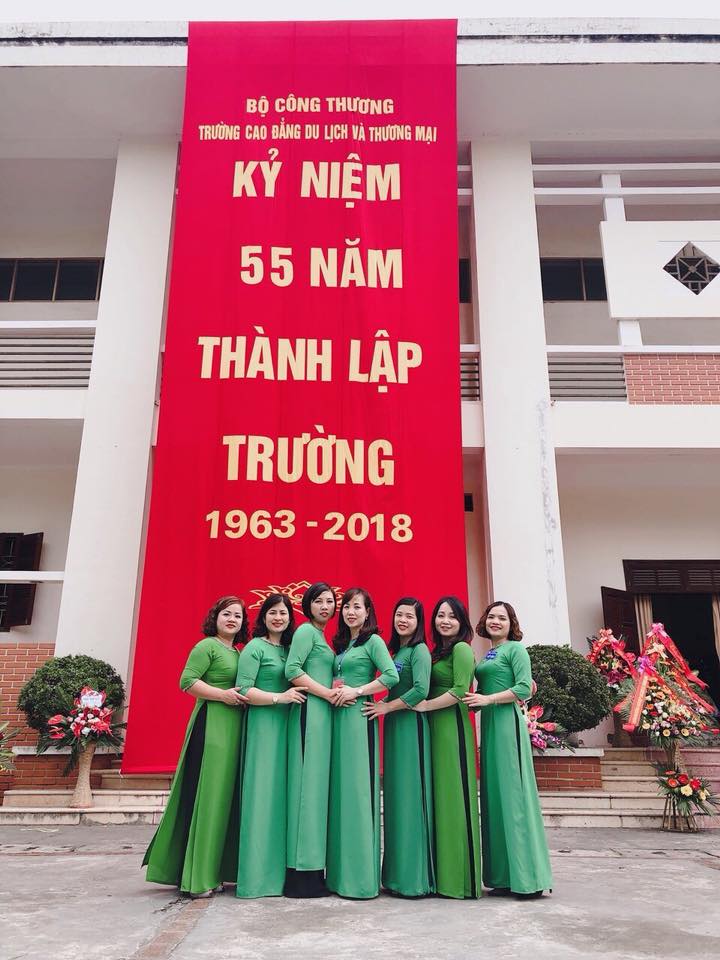 BỘ CÔNG THƯƠNG
TRƯỜNG CAO ĐẲNG DU LỊCH VÀ THƯƠNG MẠI
KỶ NIỆM
55 NĂM
THÀNH LẬP
TRƯỜNG
1963 - 2018